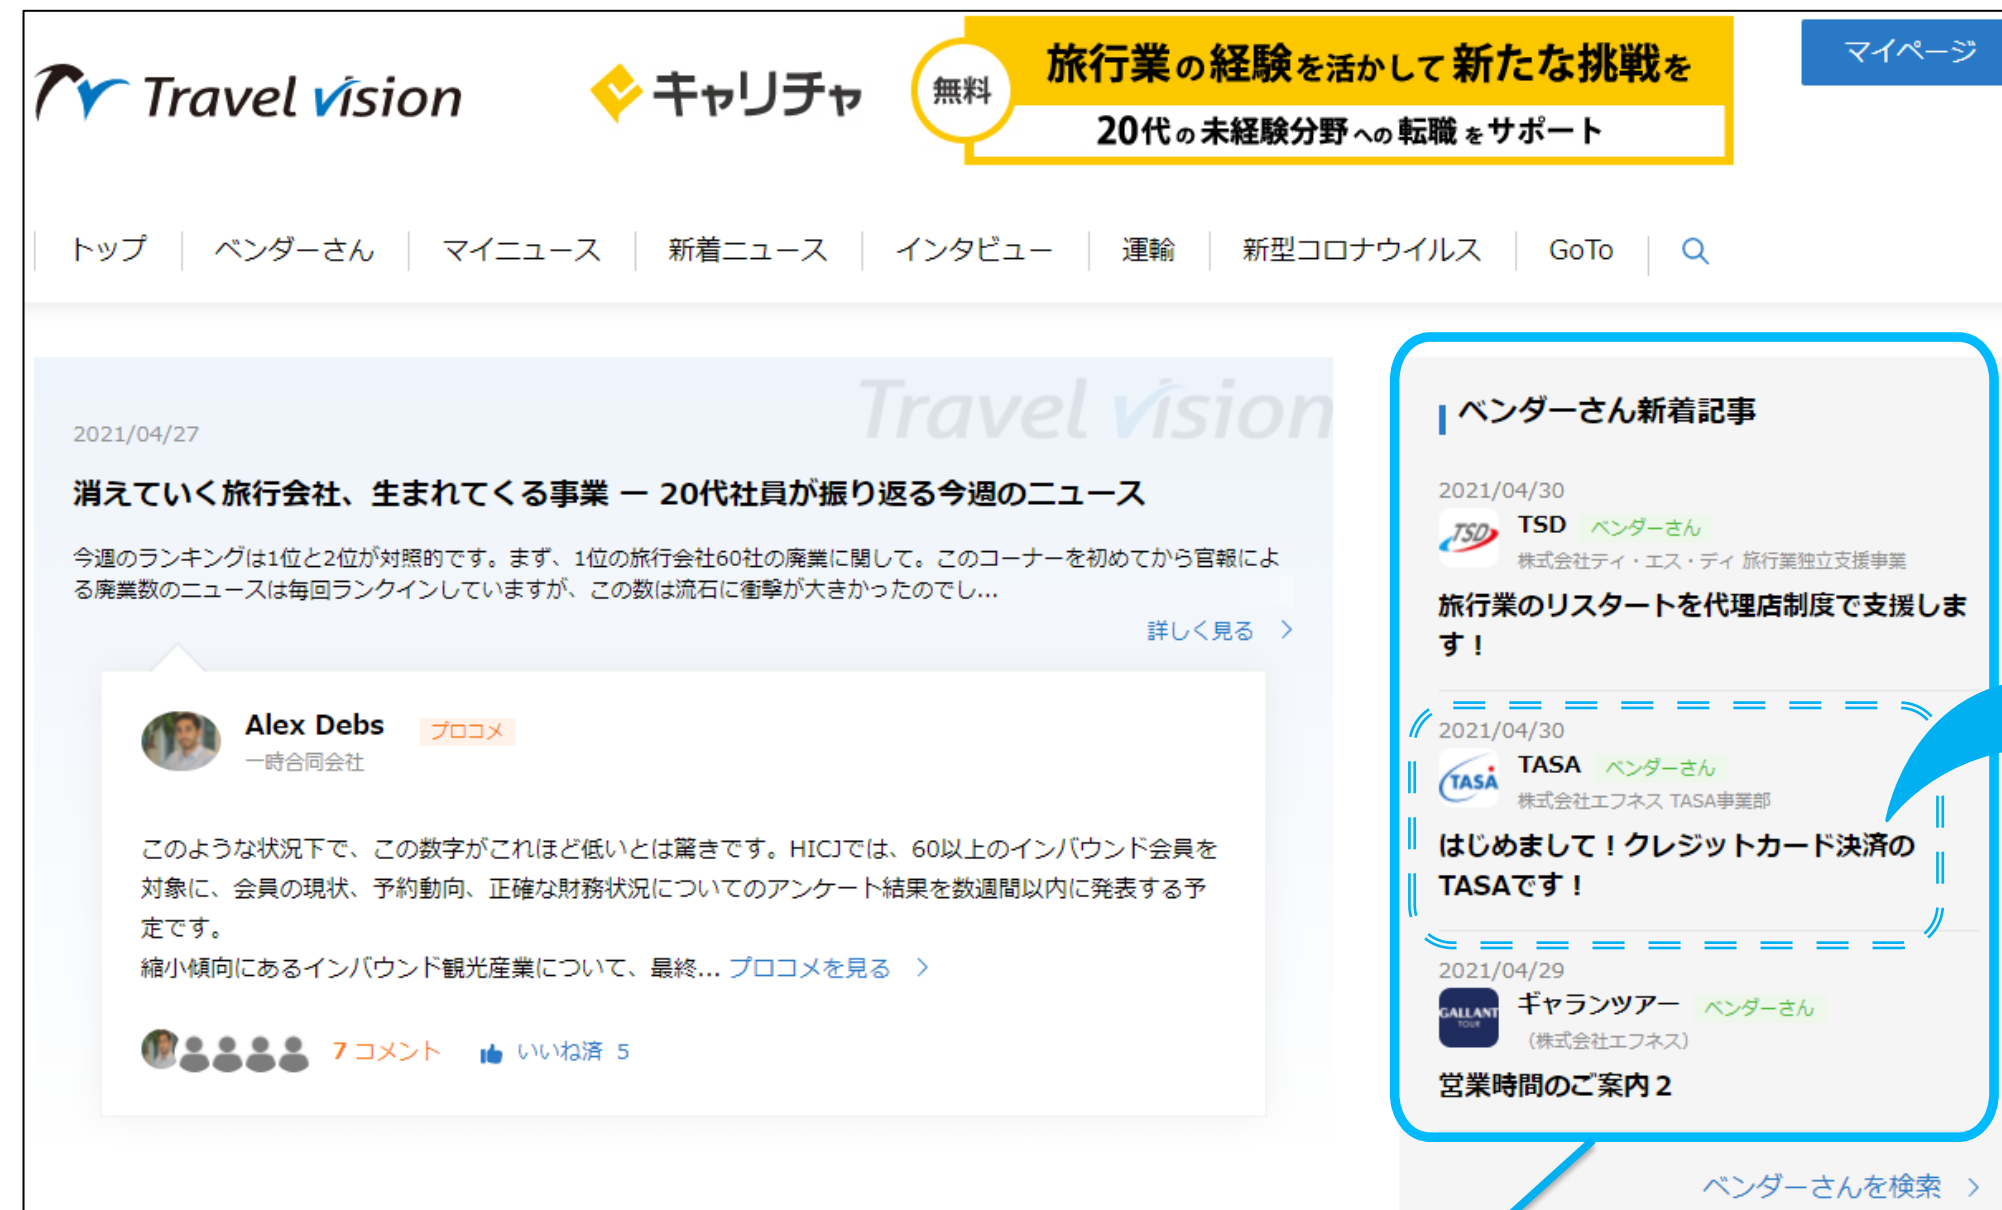 Travel vision
キャリチャ
無料
旅行業の経験を活かして新たな挑戦を
20代の未経験分野への転職をサポート
マイページ
トップ
ベンダーさん
マイニュース
新着ニュース
インタビュー
運輸
新型コロナウイルス
GoTo
Travel vision
2021/04/27
消えていく旅行会社、生まれてくる事業 ー 20代社員が振り返る今週のニュース
今週のランキングは1位と2位が対照的です。まず、1位の旅行会社60社の廃業に関して。このコーナーを初めてから官報によ
る廃業数のニュースは毎回ランクインしていますが、この数は流石に衝撃が大きかったのでし...
詳しく見る
Alex Debs プロコメ
一時合同会社
このような状況下で、この数字がこれほど低いとは驚きです。HICJでは、60以上のインバウンド会員を
対象に、会員の現状、予約動向、正確な財務状況についてのアンケート結果を数週間以内に発表する予
定です。
縮小傾向にあるインバウンド観光産業について、最終... プロコメを見る
7 コメント いいね済 5
ベンダーさん新着記事
2021/04/30
TSD
TSD ベンダーさん
株式会社ティ・エス・ディ 旅行業独立支援事業
旅行業のリスタートを代理店制度で支援しま
す！
2021/04/30
TASA
TASA ベンダーさん
株式会社エフネス TASA事業部
はじめまして！クレジットカード決済の
TASAです！
2021/04/29
GALLANT
TOUR
ギャランツアー ベンダーさん
（株式会社エフネス）
営業時間のご案内２
ベンダーさんを検索